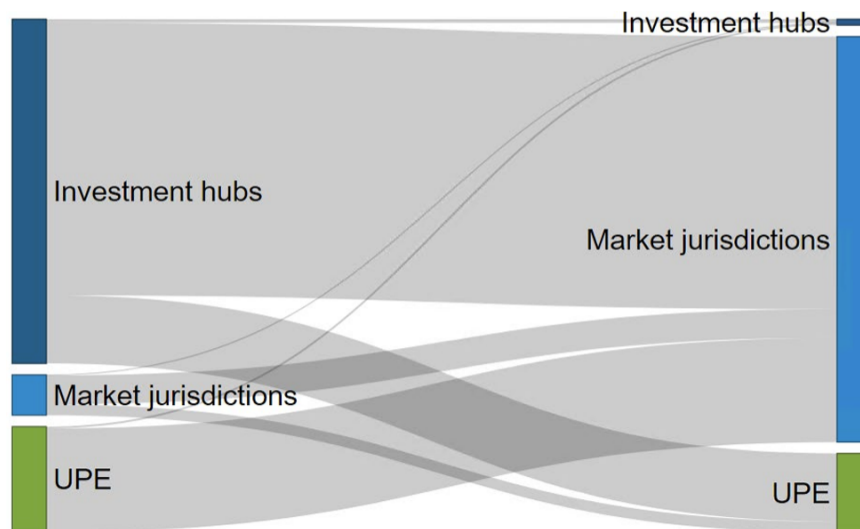 Investment hubs
Investment hubs
Market jurisdictions
Market jurisdictions
UPE
UPE